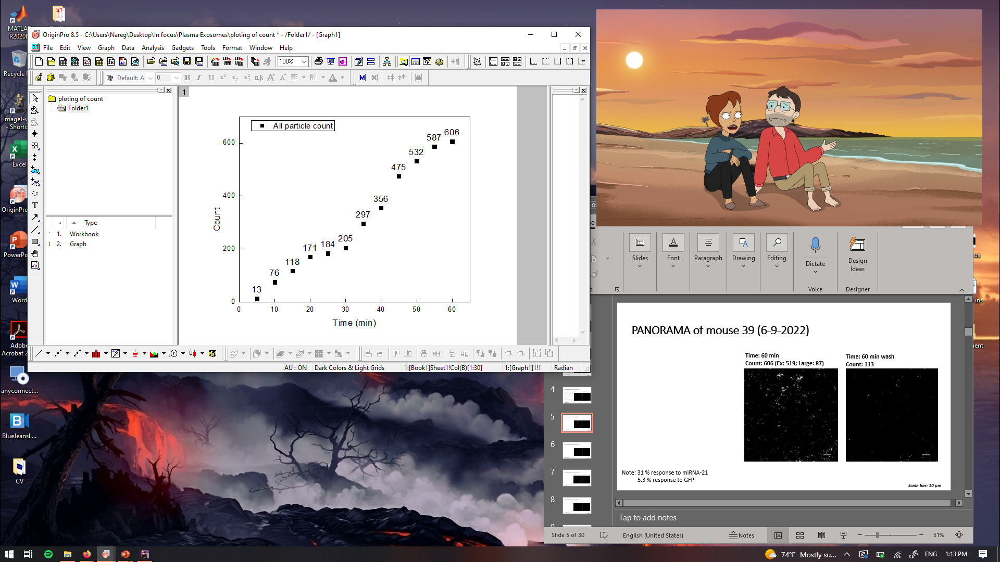 MATLA
R2020b
Recycle
ImageJ-w
- Shortc
Excel
OriginPro
PowerPo
Word
Adobe
Acrobat
anyconnect...
BlueJeansL...
CV
OriginPro 8.5 - C:\Users\Nareg\Desktop\In focus\Plasma Exosomes\ploting of count * - /Folder1/ - [Graph1]
File Edit View Graph Data Analysis Gadgets Tools Format Window Help
100%
Default: A 0 B I U
ploting of count
Folder1
Type
1. Workbook
2. Graph
1
All particle count
Count
600
400
200
0
13
76
118
171
184
205
297
356
475
532
587
606
0 10 20 30 40 50 60
Time (min)
AU : ON Dark Colors & Light Grids 1:[Book1]Sheet1!Col(B)[1:30] 1:[Graph1]1!1 Radian
Slides Font Paragraph Drawing Editing Dictate Design
Ideas
Voice Designer
PANORAMA of mouse 39 (6-9-2022)
Time: 60 min
Count: 606 (Ex: 519; Large: 87)
Time: 60 min wash
Count: 113
Note: 31 % response to miRNA-21
5.3 % response to GFP
Scale bar: 10 µm
4
5
6
7
8
Tap to add notes
Slide 5 of 30 English (United States) Notes 51%
74°F Mostly su... ENG 1:13 PM